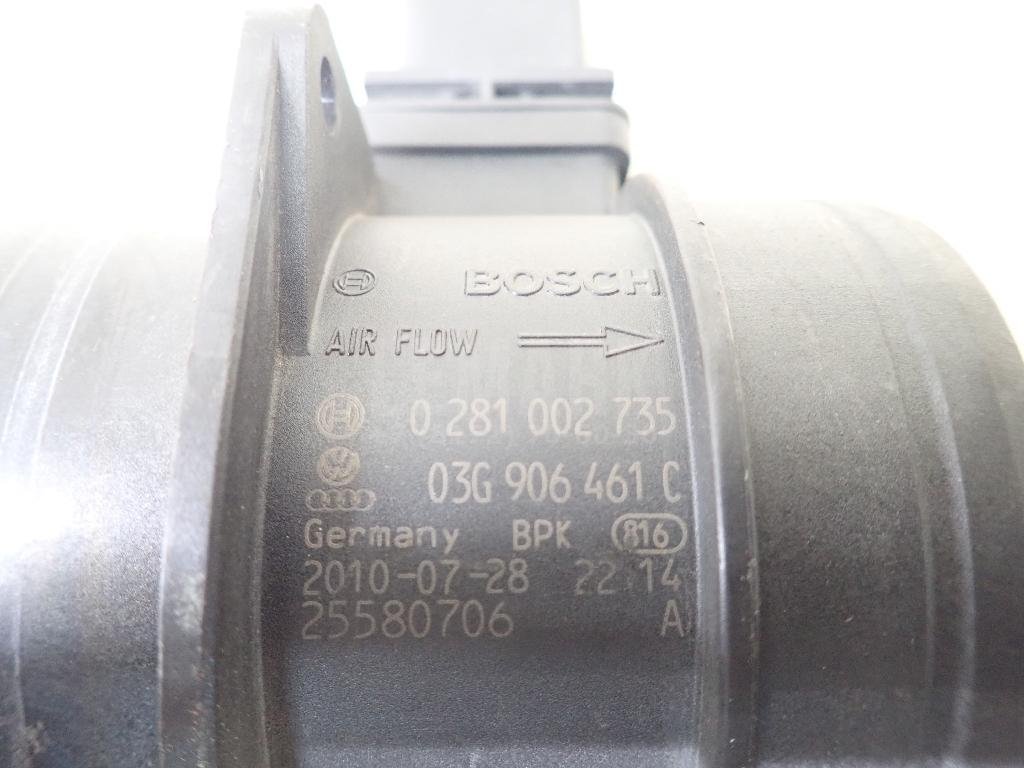 BOSCH
AIR FLOW
0 281 002 735
03G 906 461 C
Germany BPK 816
2010-07-28 22:14
25580706 A